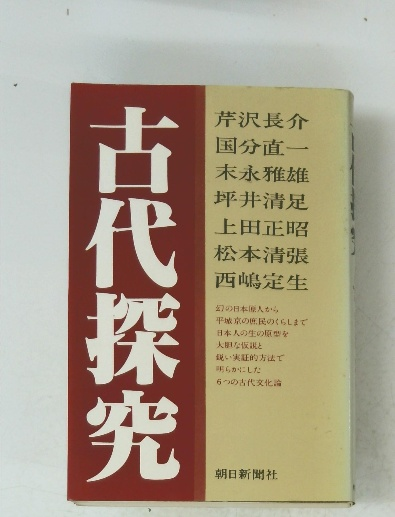 古代探究
芹沢長介
国分直一
末永雅雄
坪井清足
上田正昭
松本清張
西嶋定生
幻の日本原人から
平城京の庶民のくらしまで
日本人の生の原型を
大胆な仮説と
鋭い実証的方法で
明らかにした
6つの古代文化論
朝日新聞社